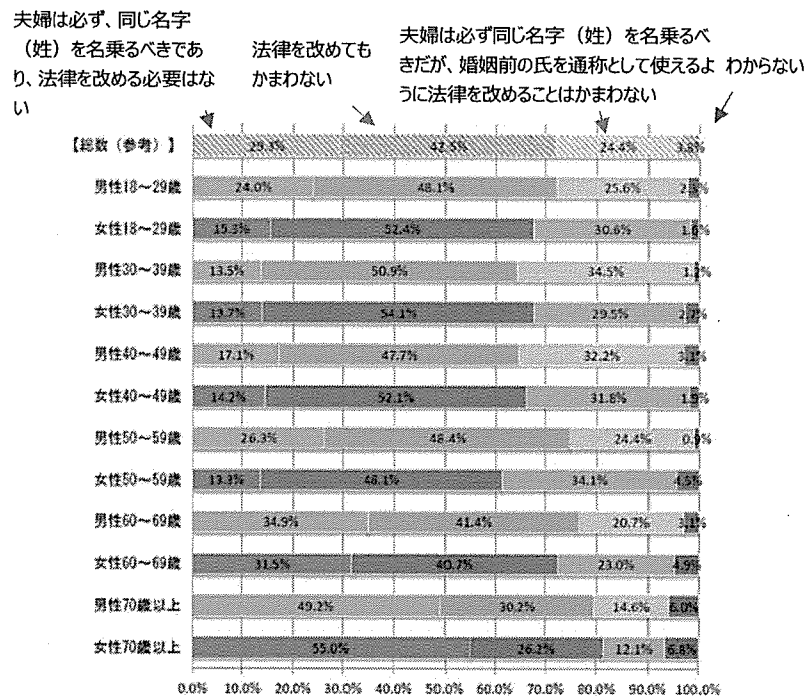 夫婦は必ず、同じ名字
（姓）を名乗るべきであ
り、法律を改める必要はな
い
法律を改めても
かまわない
夫婦は必ず同じ名字（姓）を名乗るべ
きだが、婚姻前の氏を通称として使えるよ
うに法律を改めることはかまわない
わからない
【総数（参考）】 29.3% 42.5% 24.4% 3.8%
男性18～29歳 24.0% 48.1% 25.6%
女性18～29歳 15.3% 52.4% 30.6% 1.6%
男性30～39歳 13.5% 50.9% 34.5%
女性30～39歳 13.7% 54.1% 29.5% 2.7%
男性40～49歳 17.1% 47.7% 32.2% 3.1%
女性40～49歳 14.2% 52.1% 31.8% 1.9%
男性50～59歳 26.3% 48.4% 24.4% 0.9%
女性50～59歳 13.3% 48.1% 34.1% 4.5%
男性60～69歳 34.9% 41.4% 20.7% 3.1%
女性60～69歳 31.5% 40.7% 23.0% 4.9%
男性70歳以上 49.2% 30.2% 14.6% 6.0%
女性70歳以上 55.0% 26.2% 12.1% 6.8%
0.0% 10.0% 20.0% 30.0% 40.0% 50.0% 60.0% 70.0% 80.0% 90.0% 100.0%